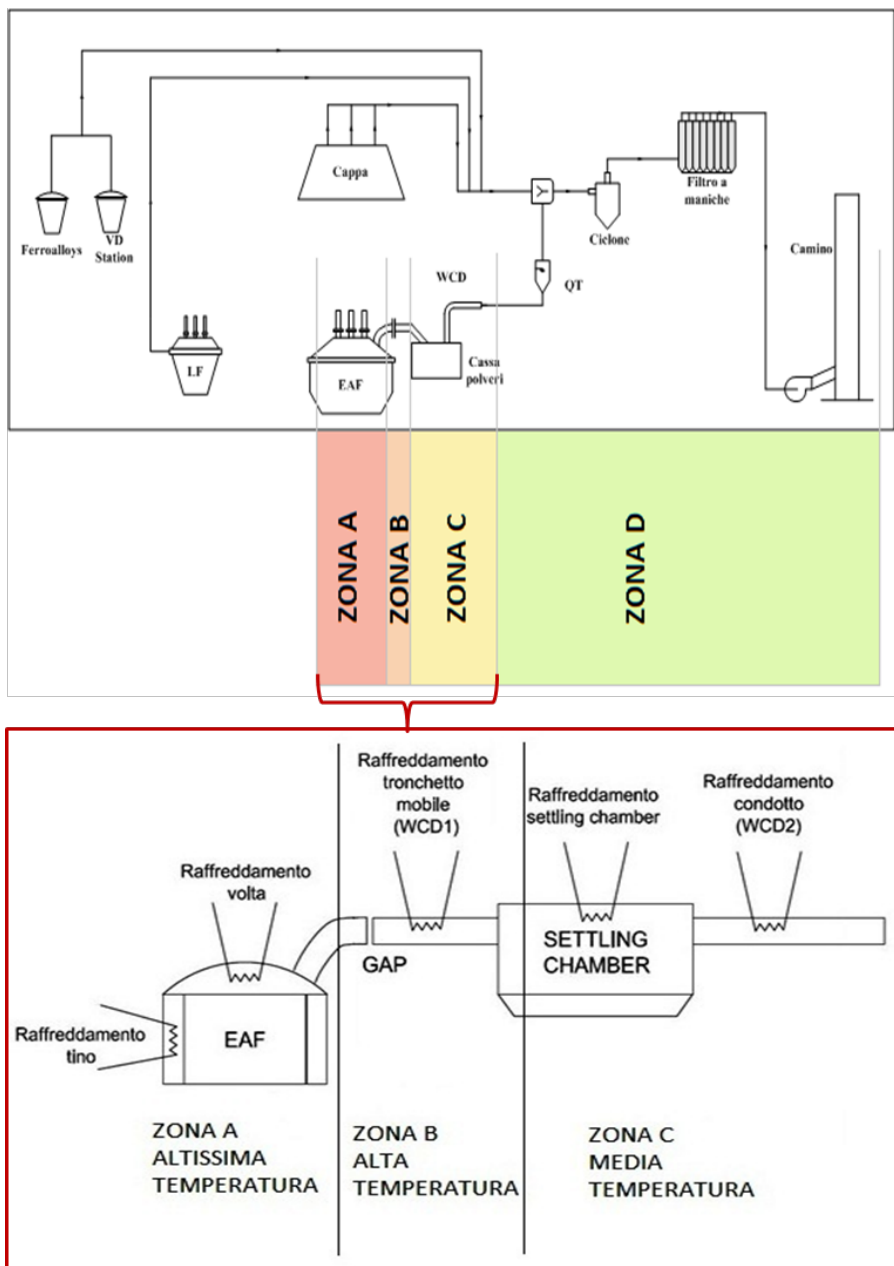 Cappa
Ferroalloys
VD
Station
Ciclone
Filtro a
maniche
Camino
WCD
QT
LF
EAF
Cassa
polveri
ZONA A
ZONA B
ZONA C
ZONA D
Raffreddamento
tronchetto
mobile
(WCD1)
Raffreddamento
settling chamber
Raffreddamento
condotto
(WCD2)
Raffreddamento
volta
GAP
SETTLING
CHAMBER
Raffreddamento
tino
EAF
ZONA A
ALTISSIMA
TEMPERATURA
ZONA B
ALTA
TEMPERATURA
ZONA C
MEDIA
TEMPERATURA